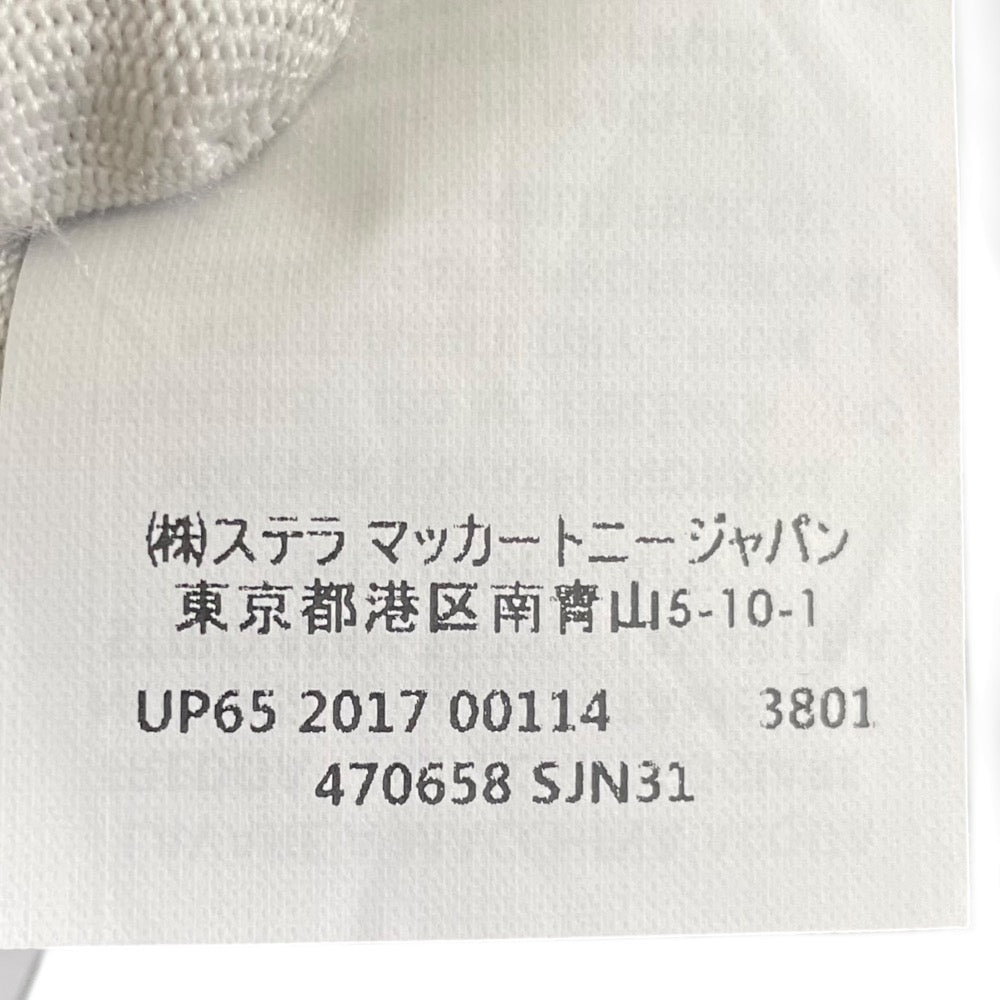 ㈱ステラ マッカートニー ジャパン
東京都港区南青山5-10-1
UP65 2017 00114 3801
470658 SJN31